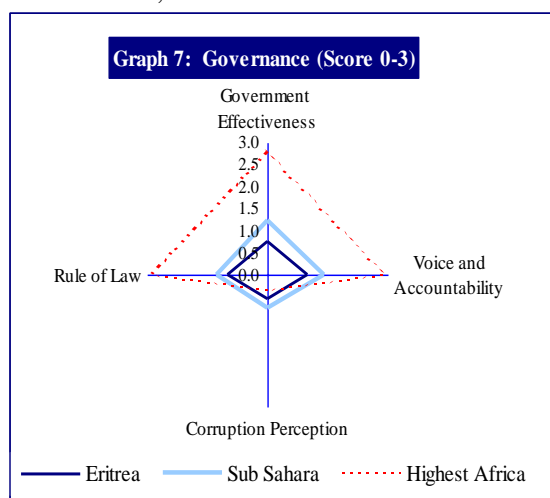 Graph 7: Governance (Score 0-3)
Government
Effectiveness
3.0
2.5
2.0
1.5
1.0
0.5
0.0
Rule of Law
Voice and
Accountability
Corruption Perception
Eritrea
Sub Sahara
Highest Africa